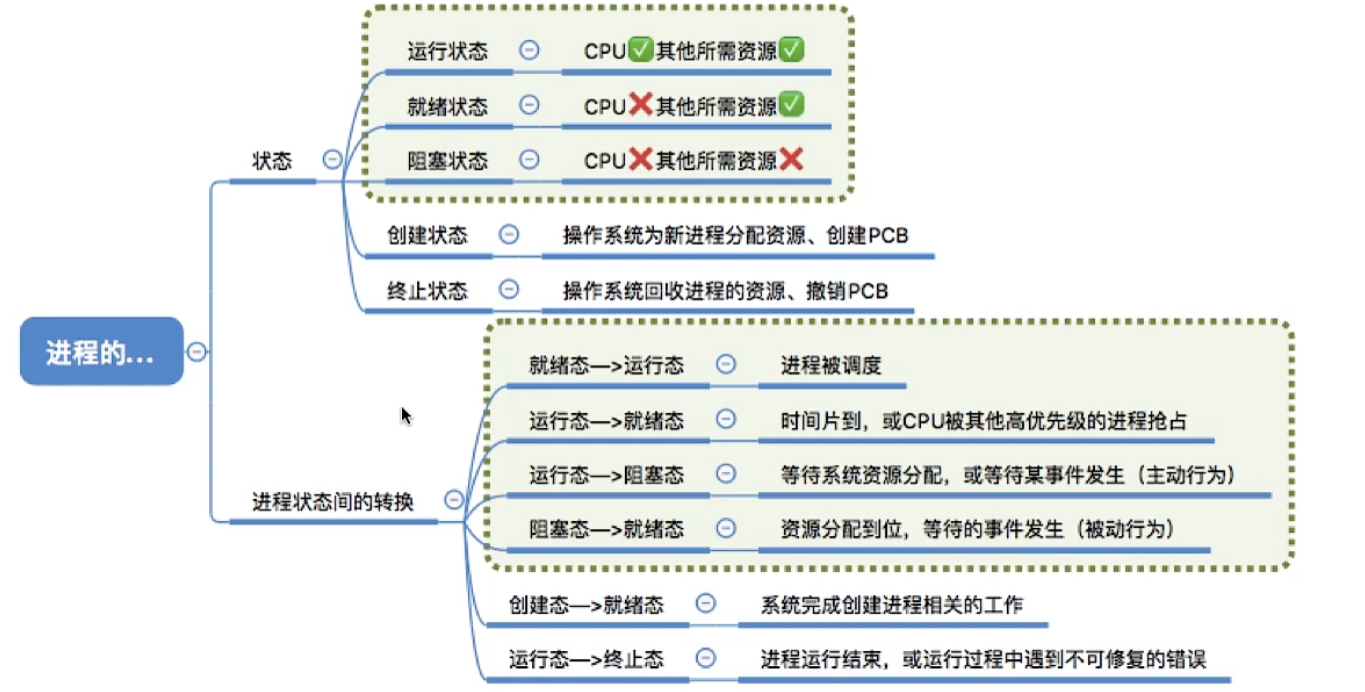 运行状态 CPU✅其他所需资源✅
就绪状态 CPU❌其他所需资源✅
状态
阻塞状态 CPU❌其他所需资源❌
创建状态 操作系统为新进程分配资源、创建PCB
终止状态 操作系统回收进程的资源、撤销PCB
进程的...
就绪态—>运行态 进程被调度
运行态—>就绪态 时间片到，或CPU被其他高优先级的进程抢占
运行态—>阻塞态 等待系统资源分配，或等待某事件发生（主动行为）
进程状态间的转换
阻塞态—>就绪态 资源分配到位，等待的事件发生（被动行为）
创建态—>就绪态 系统完成创建进程相关的工作
运行态—>终止态 进程运行结束，或运行过程中遇到不可修复的错误